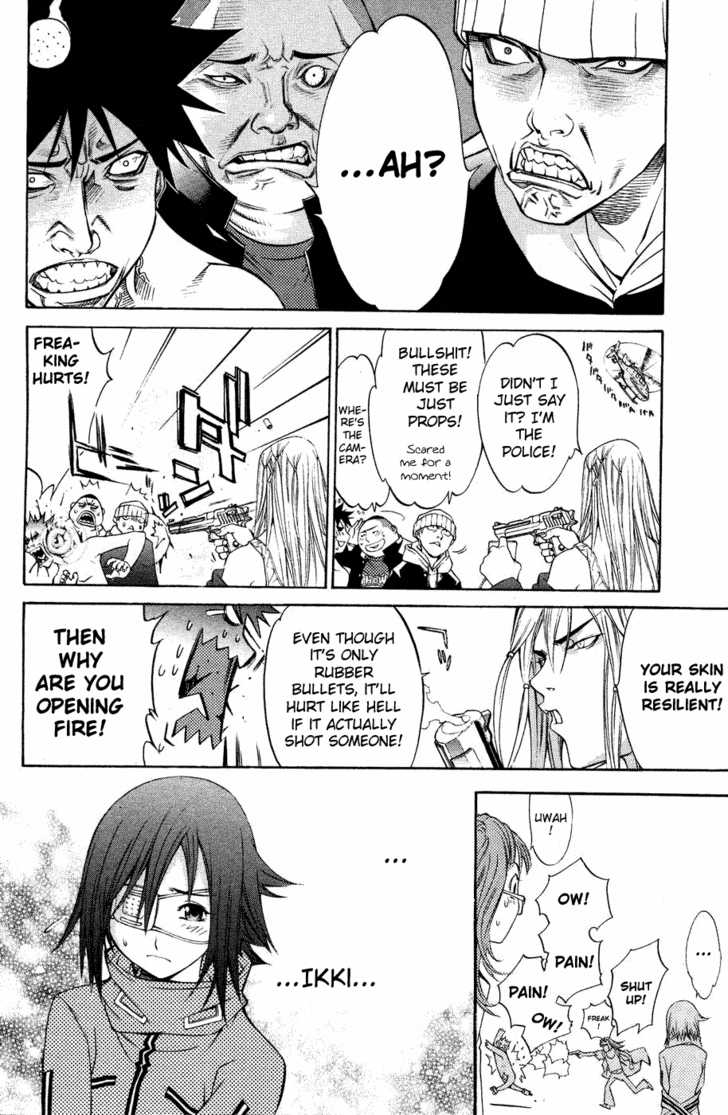 ...AH?
DIDN'T I
JUST SAY
IT? I'M
THE
POLICE!
BULLSHIT!
THESE
MUST BE
JUST
PROPS!
Scared
me for a
moment!
WHE-
RE'S
THE
CAM-
ERA?
FREA-
KING
HURTS!
YOUR SKIN
IS REALLY
RESILIENT!
EVEN THOUGH
IT'S ONLY
RUBBER
BULLETS, IT'LL
HURT LIKE HELL
IF IT ACTUALLY
SHOT SOMEONE!
THEN
WHY
ARE YOU
OPENING
FIRE!
UWAH
!
OW!
PAIN!
PAIN!
OW!
SHUT
UP!
FREAK
!
...
...
...IKKI...